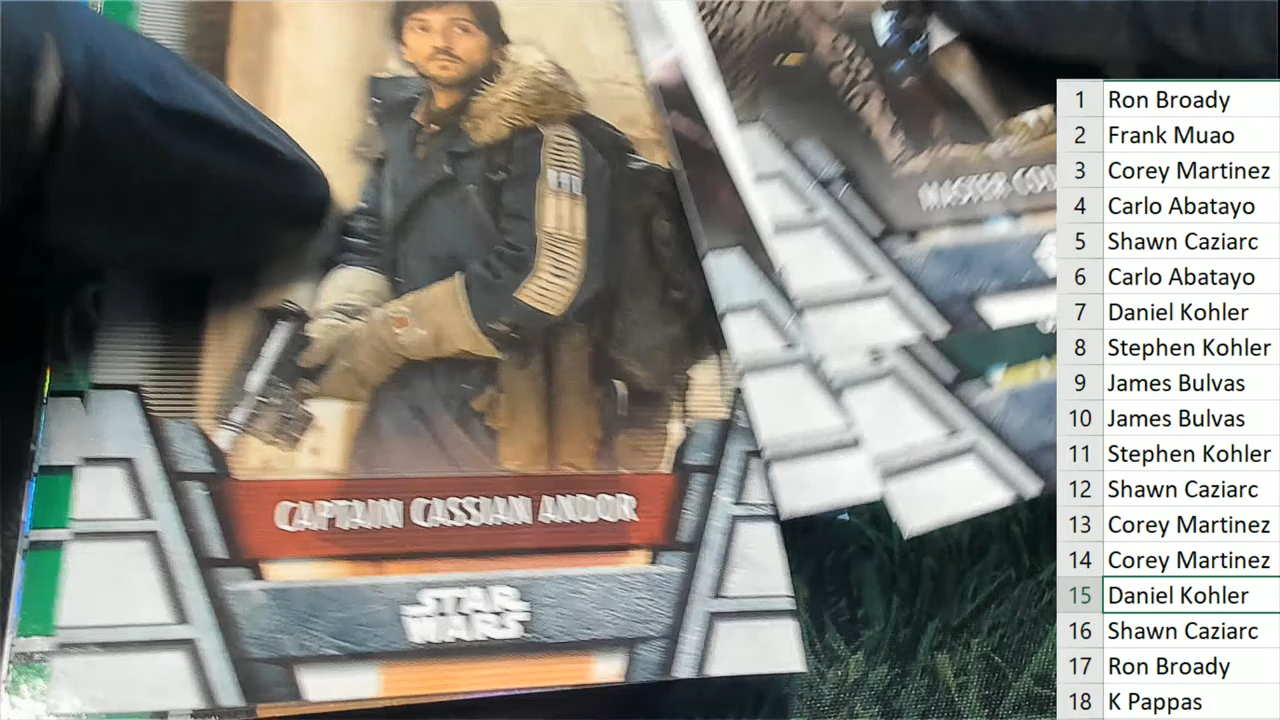 CAPTAIN CASSIAN ANDOR
STAR
WARS
MASTER
1 Ron Broady
2 Frank Muao
3 Corey Martinez
4 Carlo Abatayo
5 Shawn Caziarc
6 Carlo Abatayo
7 Daniel Kohler
8 Stephen Kohler
9 James Bulvas
10 James Bulvas
11 Stephen Kohler
12 Shawn Caziarc
13 Corey Martinez
14 Corey Martinez
15 Daniel Kohler
16 Shawn Caziarc
17 Ron Broady
18 K Pappas